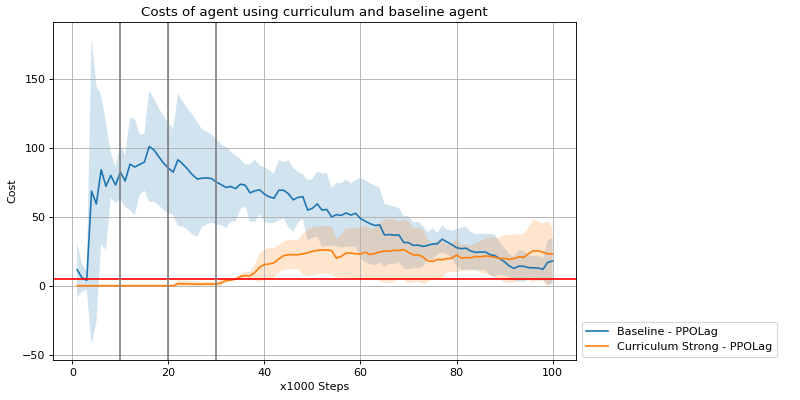 Costs of agent using curriculum and baseline agent
Cost
150
100
50
0
−50
0 20 40 60 80 100
x1000 Steps
Baseline - PPOLag
Curriculum Strong - PPOLag